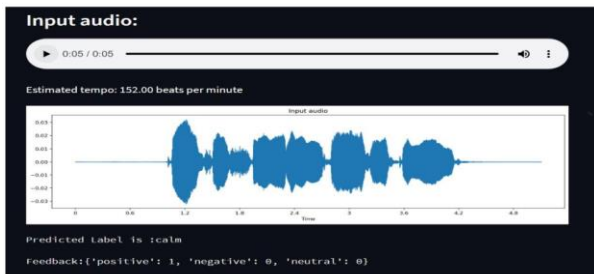 Input audio:
0:05 / 0:05
Estimated tempo: 152.00 beats per minute
Input audio
0.03
0.02
0.01
0.00
−0.01
−0.02
−0.03
0 0.6 1.2 1.8 2.4 3 3.6 4.2 4.8
Time
Predicted Label is :calm
Feedback:{'positive': 1, 'negative': 0, 'neutral': 0}